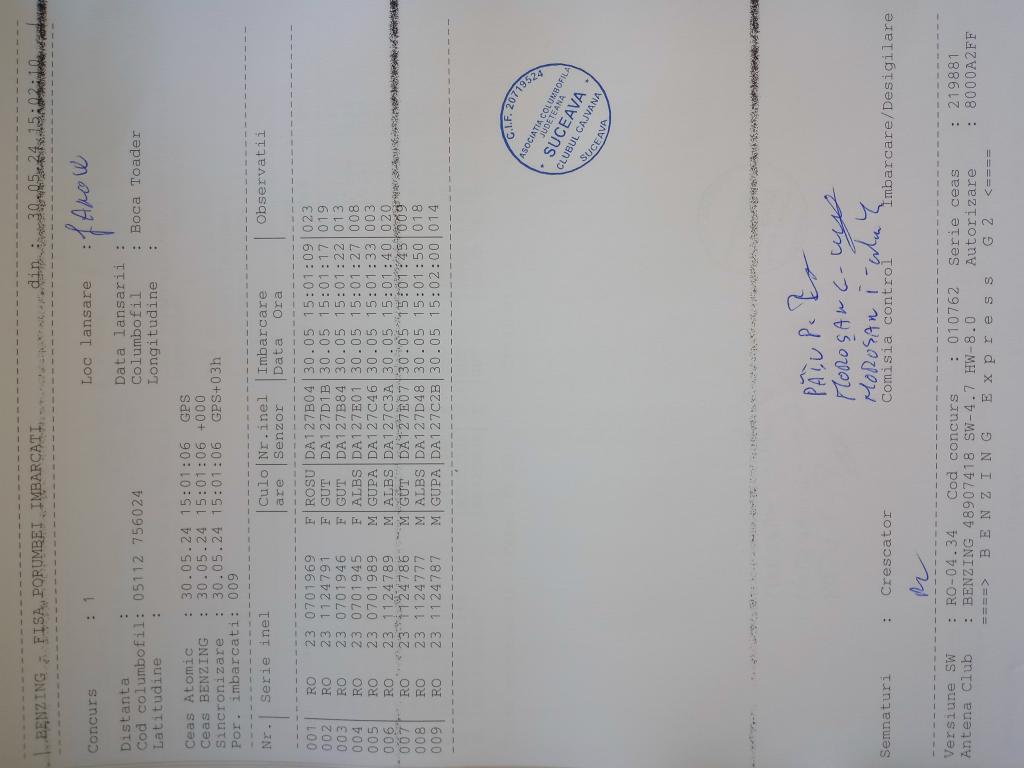 BENZING - FISA PORUMBEI IMBARCATI din : 30.05.24 15:02:10
Concurs : 1 Loc lansare :
Distanta : Data lansarii :
Cod columbofil: 05112 756024 Columbofil : Boca Toader
Latitudine : Longitudine :
Ceas Atomic : 30.05.24 15:01:06 GPS
Ceas BENZING : 30.05.24 15:01:06 +000
Sincronizare : 30.05.24 15:01:06 GPS+03h
Por. imbarcati: 009
Nr.| Serie inel |Culo|Nr.inel |Imbarcare | Observatii
| |are |Senzor |Data Ora |
001| RO 23 0701969 F|ROSU|DA127B04|30.05 15:01:09|023
002| RO 23 1124791 F|GUT |DA127D1B|30.05 15:01:17|019
003| RO 23 0701946 F|GUT |DA127B84|30.05 15:01:22|013
004| RO 23 0701945 F|ALBS|DA127E01|30.05 15:01:27|008
005| RO 23 0701989 M|GUPA|DA127C46|30.05 15:01:33|003
006| RO 23 1124789 M|ALBS|DA127C3A|30.05 15:01:40|020
007| RO 23 1124786 M|GUT |DA127E07|30.05 15:01:45|009
008| RO 23 1124777 M|ALBS|DA127D48|30.05 15:01:50|018
009| RO 23 1124787 M|GUPA|DA127C2B|30.05 15:02:00|014
C.I.F. 20719524
ASOCIATIA COLUMBOFILA
JUDETEANA
* SUCEAVA *
CLUBUL CAJVANA
SUCEAVA
MOROȘAN C-
MOROȘAN I-
Semnaturi : Crescator Comisia control Imbarcare/Desigilare
Versiune SW : RO-04.34 Cod concurs : 010762 Serie ceas : 219881
Antena Club : BENZING 48907418 SW-4.7 HW-8.0 Autorizare : 8000A2FF
====> B E N Z I N G E x p r e s s G 2 <====